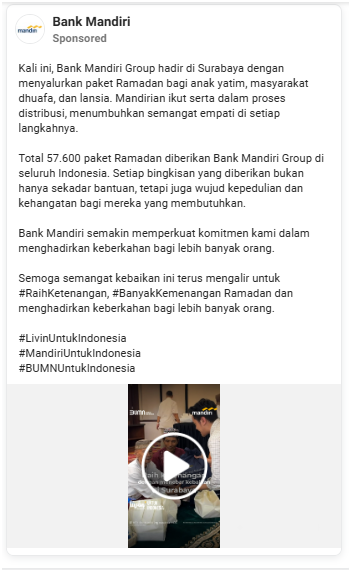 Bank Mandiri
mandiri
Sponsored
Kali ini, Bank Mandiri Group hadir di Surabaya dengan
menyalurkan paket Ramadan bagi anak yatim, masyarakat
dhuafa, dan lansia. Mandirian ikut serta dalam proses
distribusi, menumbuhkan semangat empati di setiap
langkahnya.
Total 57.600 paket Ramadan diberikan Bank Mandiri Group di
seluruh Indonesia. Setiap bingkisan yang diberikan bukan
hanya sekadar bantuan, tetapi juga wujud kepedulian dan
kehangatan bagi mereka yang membutuhkan.
Bank Mandiri semakin memperkuat komitmen kami dalam
menghadirkan keberkahan bagi lebih banyak orang.
Semoga semangat kebaikan ini terus mengalir untuk
#RaihKetenangan, #BanyakKemenangan Ramadan dan
menghadirkan keberkahan bagi lebih banyak orang.
#LivinUntukIndonesia
#MandiriUntukIndonesia
#BUMNUntukIndonesia
BUMN
mandiri
di Surabaya